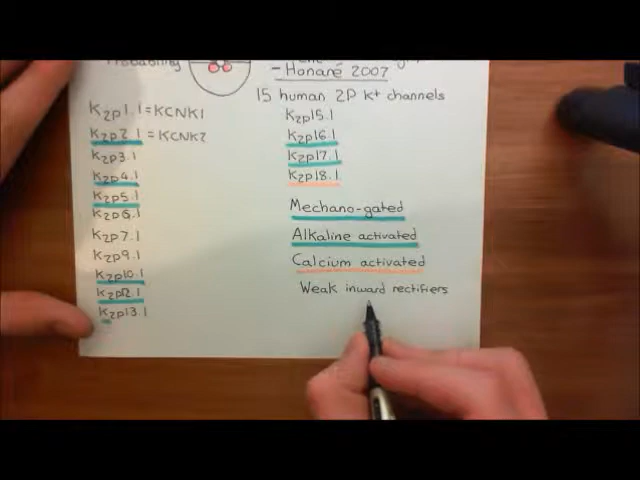 Probability
- Honoré 2007
15 human 2P K+ channels
K2P1.1 = KCNK1
K2P2.1 = KCNK2
K2P3.1
K2P4.1
K2P5.1
K2P6.1
K2P7.1
K2P9.1
K2P10.1
K2P12.1
K2P13.1
K2P15.1
K2P16.1
K2P17.1
K2P18.1
Mechano-gated
Alkaline activated
Calcium activated
Weak inward rectifiers